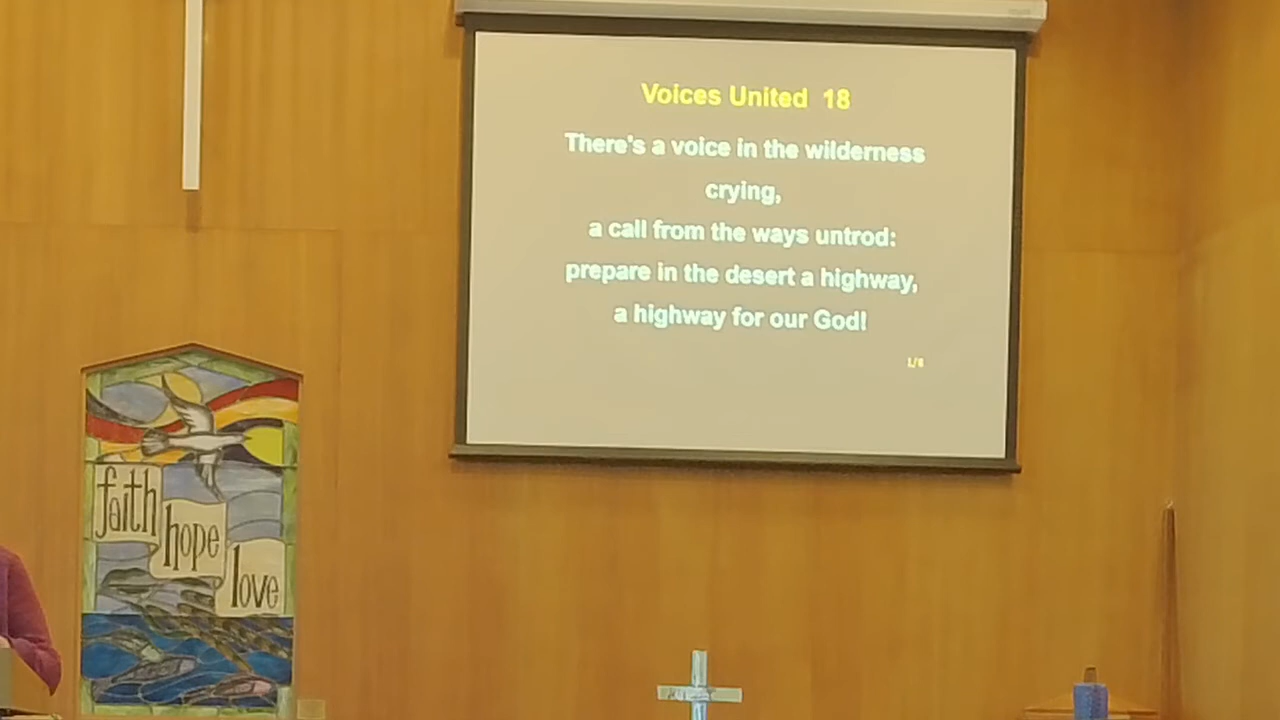 Voices United 18
There's a voice in the wilderness
crying,
a call from the ways untrod:
prepare in the desert a highway,
a highway for our God!
faith
hope
love